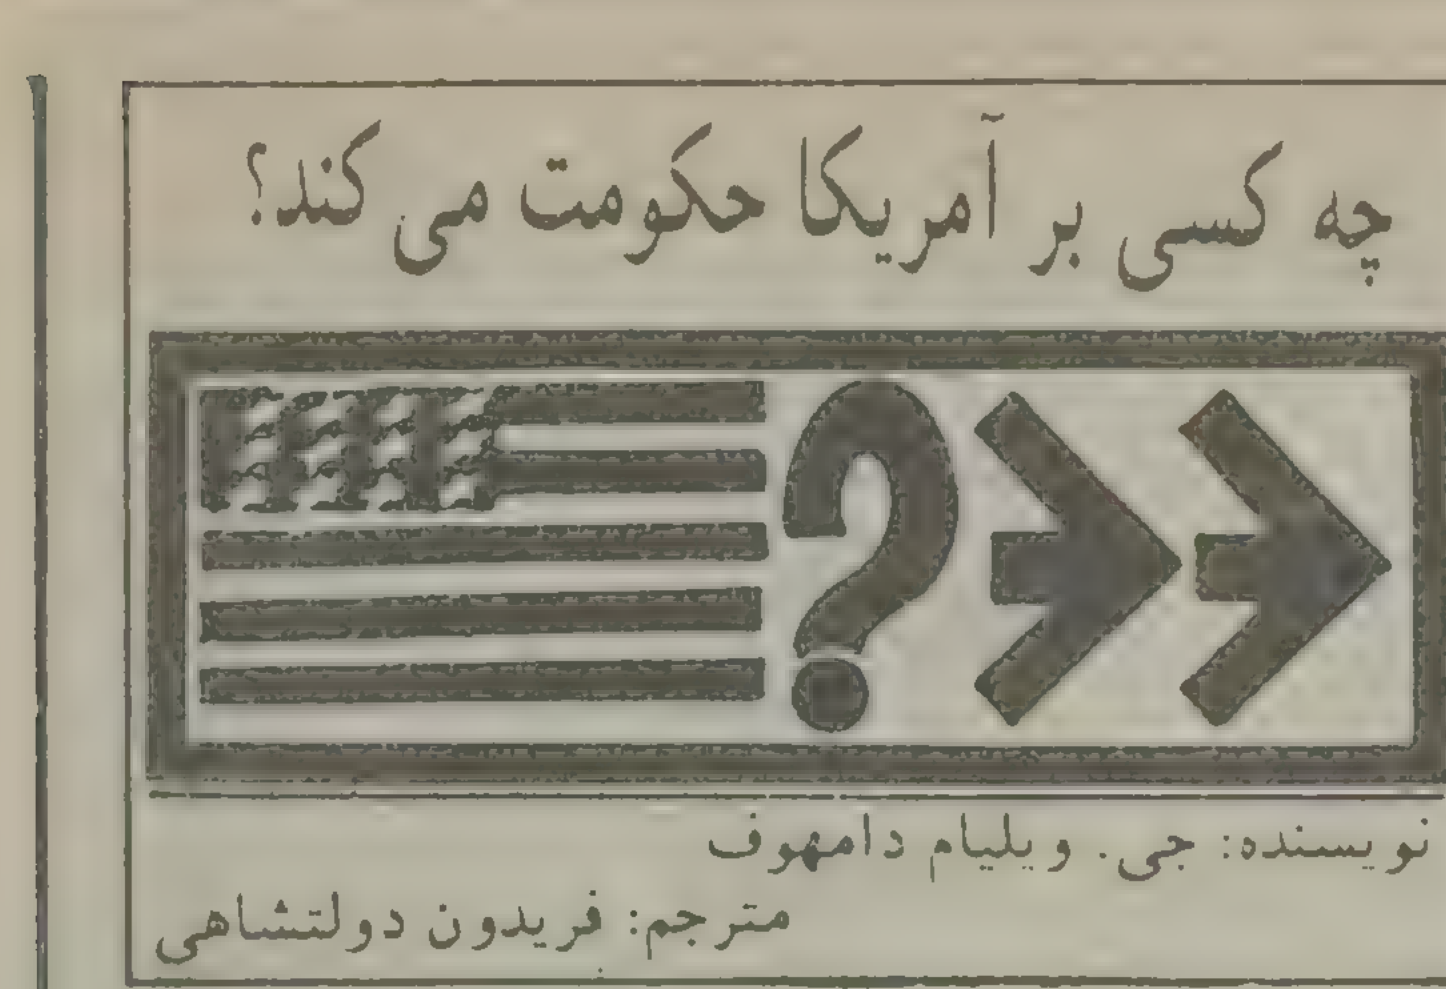 چه کسی بر آمریکا حکومت می کند؟
نویسنده: جی. ویلیام دامهوف
مترجم: فریدون دولتشاهی